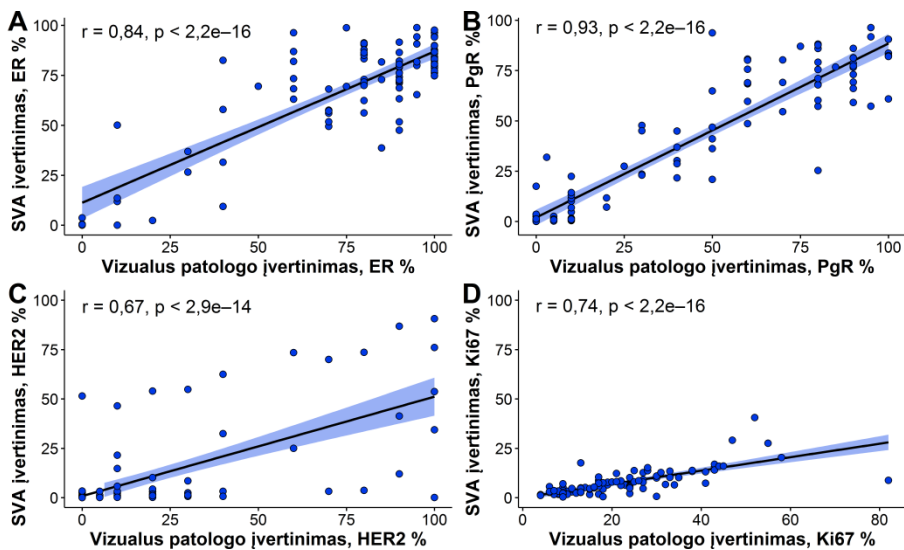 A
r = 0,84, p < 2,2e−16
SVA įvertinimas, ER %
100
75
50
25
0
0
25
50
75
100
Vizualus patologo įvertinimas, ER %
B
r = 0,93, p < 2,2e−16
SVA įvertinimas, PgR %
100
75
50
25
0
0
25
50
75
100
Vizualus patologo įvertinimas, PgR %
C
r = 0,67, p < 2,9e−14
SVA įvertinimas, HER2 %
100
75
50
25
0
0
25
50
75
100
Vizualus patologo įvertinimas, HER2 %
D
r = 0,74, p < 2,2e−16
SVA įvertinimas, Ki67 %
100
75
50
25
0
0
20
40
60
80
Vizualus patologo įvertinimas, Ki67 %